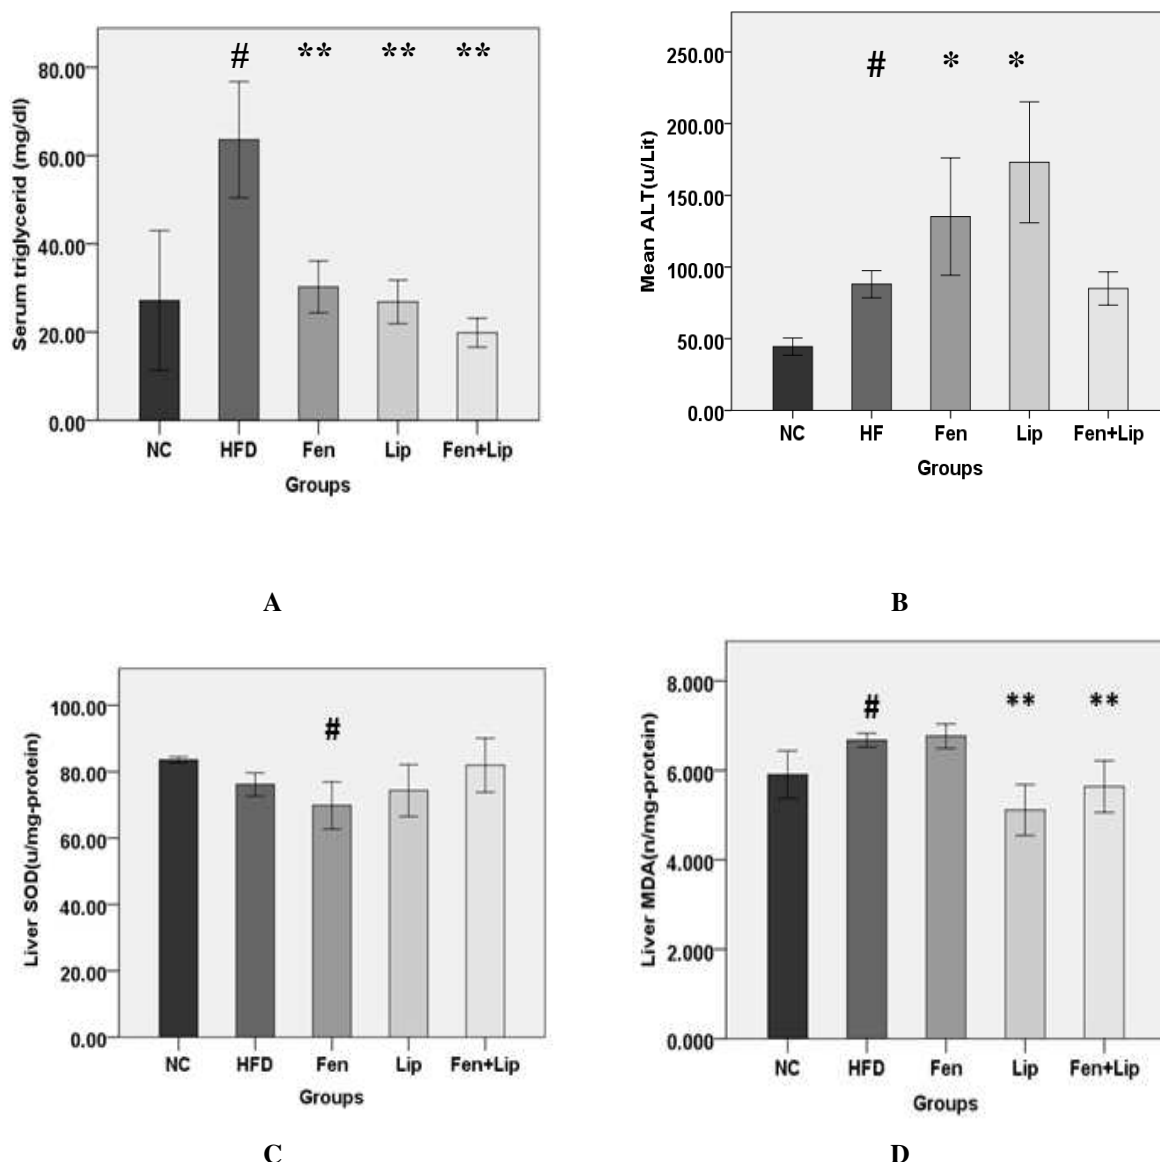 # ** ** **
Serum triglycerid (mg/dl)
80.00
60.00
40.00
20.00
0.00
NC HFD Fen Lip Fen+Lip
Groups
A
# * *
Mean ALT(u/Lit)
250.00
200.00
150.00
100.00
50.00
0.00
NC HF Fen Lip Fen+Lip
Groups
B
#
Liver SOD(u/mg-protein)
100.00
80.00
60.00
40.00
20.00
0.00
NC HFD Fen Lip Fen+Lip
Groups
C
# ** **
Liver MDA(n/mg-protein)
8.000
6.000
4.000
2.000
0.000
NC HFD Fen Lip Fen+Lip
Groups
D